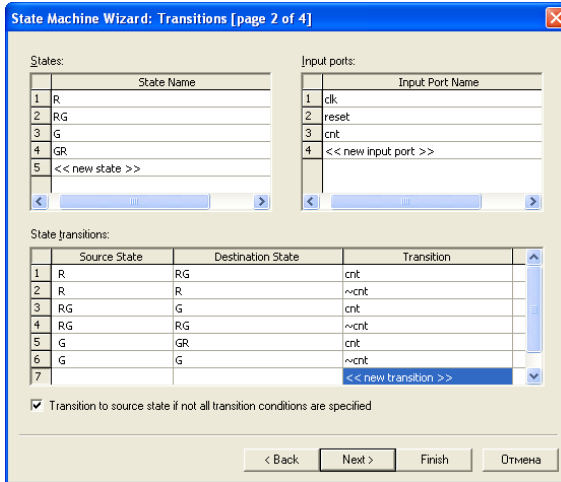 State Machine Wizard: Transitions [page 2 of 4]
States:
Input ports:
State Name
Input Port Name
1 R
1 clk
2 RG
2 reset
3 G
3 cnt
4 GR
4 << new input port >>
5 << new state >>
State transitions:
Source State Destination State Transition
1 R RG cnt
2 R R ~cnt
3 RG G cnt
4 RG RG ~cnt
5 G GR cnt
6 G G ~cnt
7 << new transition >>
Transition to source state if not all transition conditions are specified
< Back Next > Finish Отмена